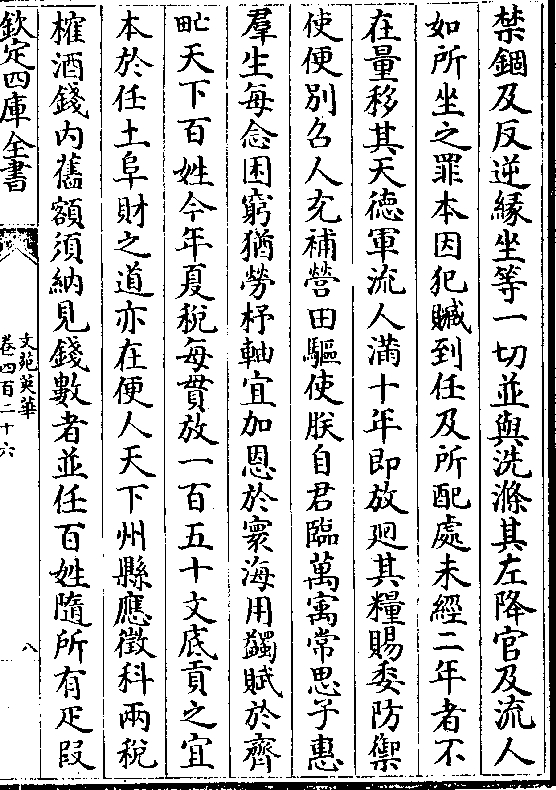 禁錮及反逆縁坐等一切並與洗滌其左降官及流人
如所坐之罪本因犯贓到任及所配處未經二年者不
在量移其天德軍流人滿十年即放廻其糧賜委防禦
使便別召人充補營田驅使朕自君臨萬寓常思子惠
羣生每念困窮猶勞杼軸宜加恩於寰海用蠲賦於齊
甿天下百姓今年夏稅每貫放一百五十文底貢之宜
本於任土阜財之道亦在便人天下州縣應徵科兩稅
榷酒錢内舊額須納見錢數者並任百姓隨所有疋段
欽定四庫全書
文苑英華
卷四百二十六
八